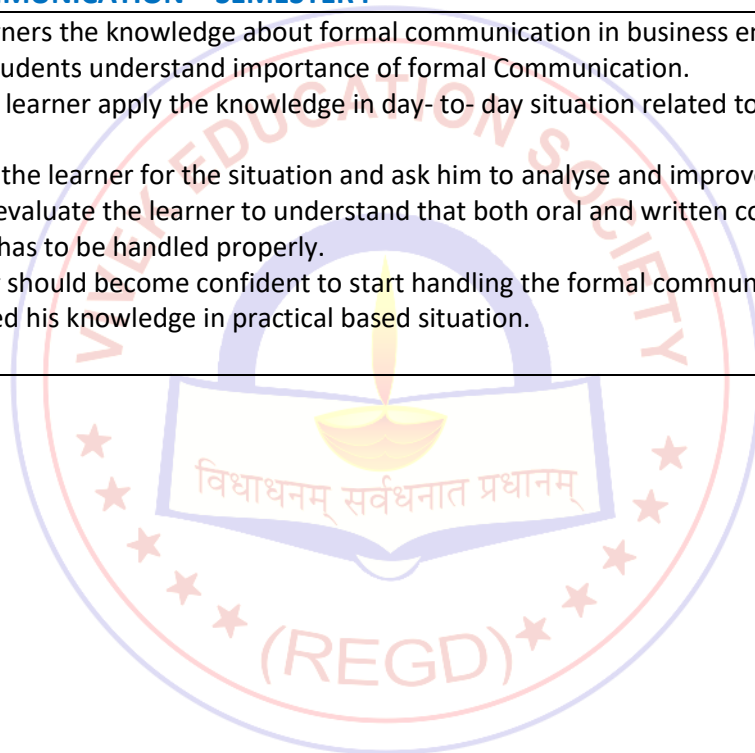 rners the knowledge about formal communication in business en
tudents understand importance of formal Communication.
learner apply the knowledge in day- to- day situation related to
the learner for the situation and ask him to analyse and improve
evaluate the learner to understand that both oral and written co
has to be handled properly.
should become confident to start handling the formal commun
ed his knowledge in practical based situation.
VIVEK EDUCATION SOCIETY
विधाधनम् सर्वधनात प्रधानम्
(REGD)